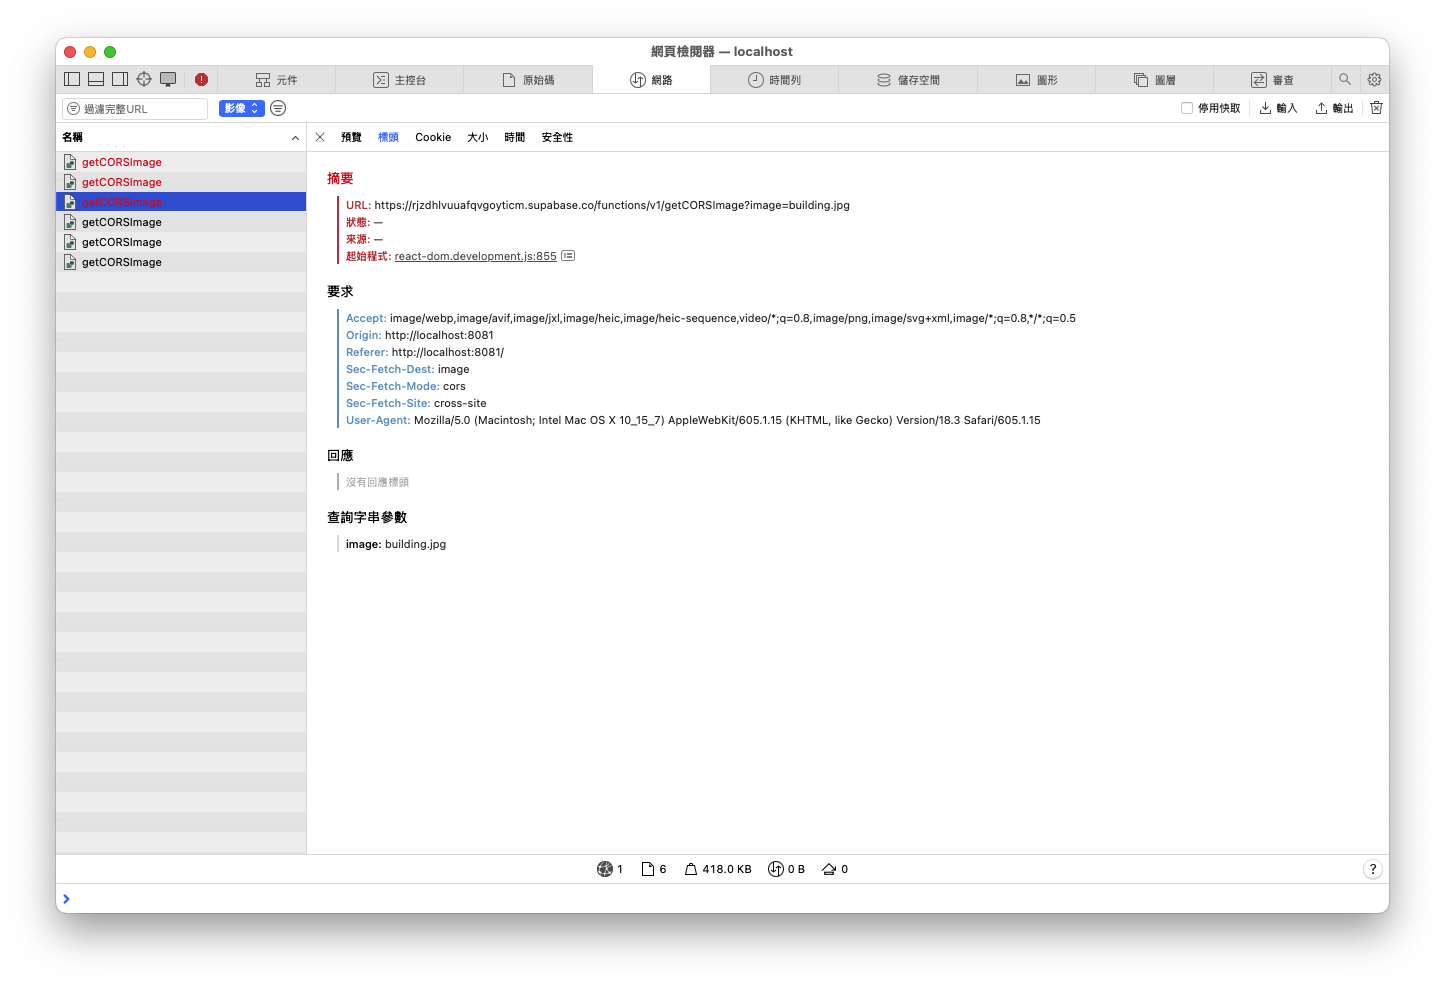 網頁檢閱器 — localhost
元件
主控台
原始碼
網路
時間列
儲存空間
圖形
圖層
審查
過濾完整URL
影像
停用快取
輸入
輸出
名稱
預覽
標頭
Cookie
大小
時間
安全性
getCORSImage
getCORSImage
getCORSImage
getCORSImage
getCORSImage
getCORSImage
摘要
URL: https://rjzdhlvuuafqvgoyticm.supabase.co/functions/v1/getCORSImage?image=building.jpg
狀態: —
來源: —
起始程式: react-dom.development.js:855
要求
Accept: image/webp,image/avif,image/jxl,image/heic,image/heic-sequence,video/*;q=0.8,image/png,image/svg+xml,image/*;q=0.8,*/*;q=0.5
Origin: http://localhost:8081
Referer: http://localhost:8081/
Sec-Fetch-Dest: image
Sec-Fetch-Mode: cors
Sec-Fetch-Site: cross-site
User-Agent: Mozilla/5.0 (Macintosh; Intel Mac OS X 10_15_7) AppleWebKit/605.1.15 (KHTML, like Gecko) Version/18.3 Safari/605.1.15
回應
沒有回應標頭
查詢字串參數
image: building.jpg
1
6
418.0 KB
0 B
0
?